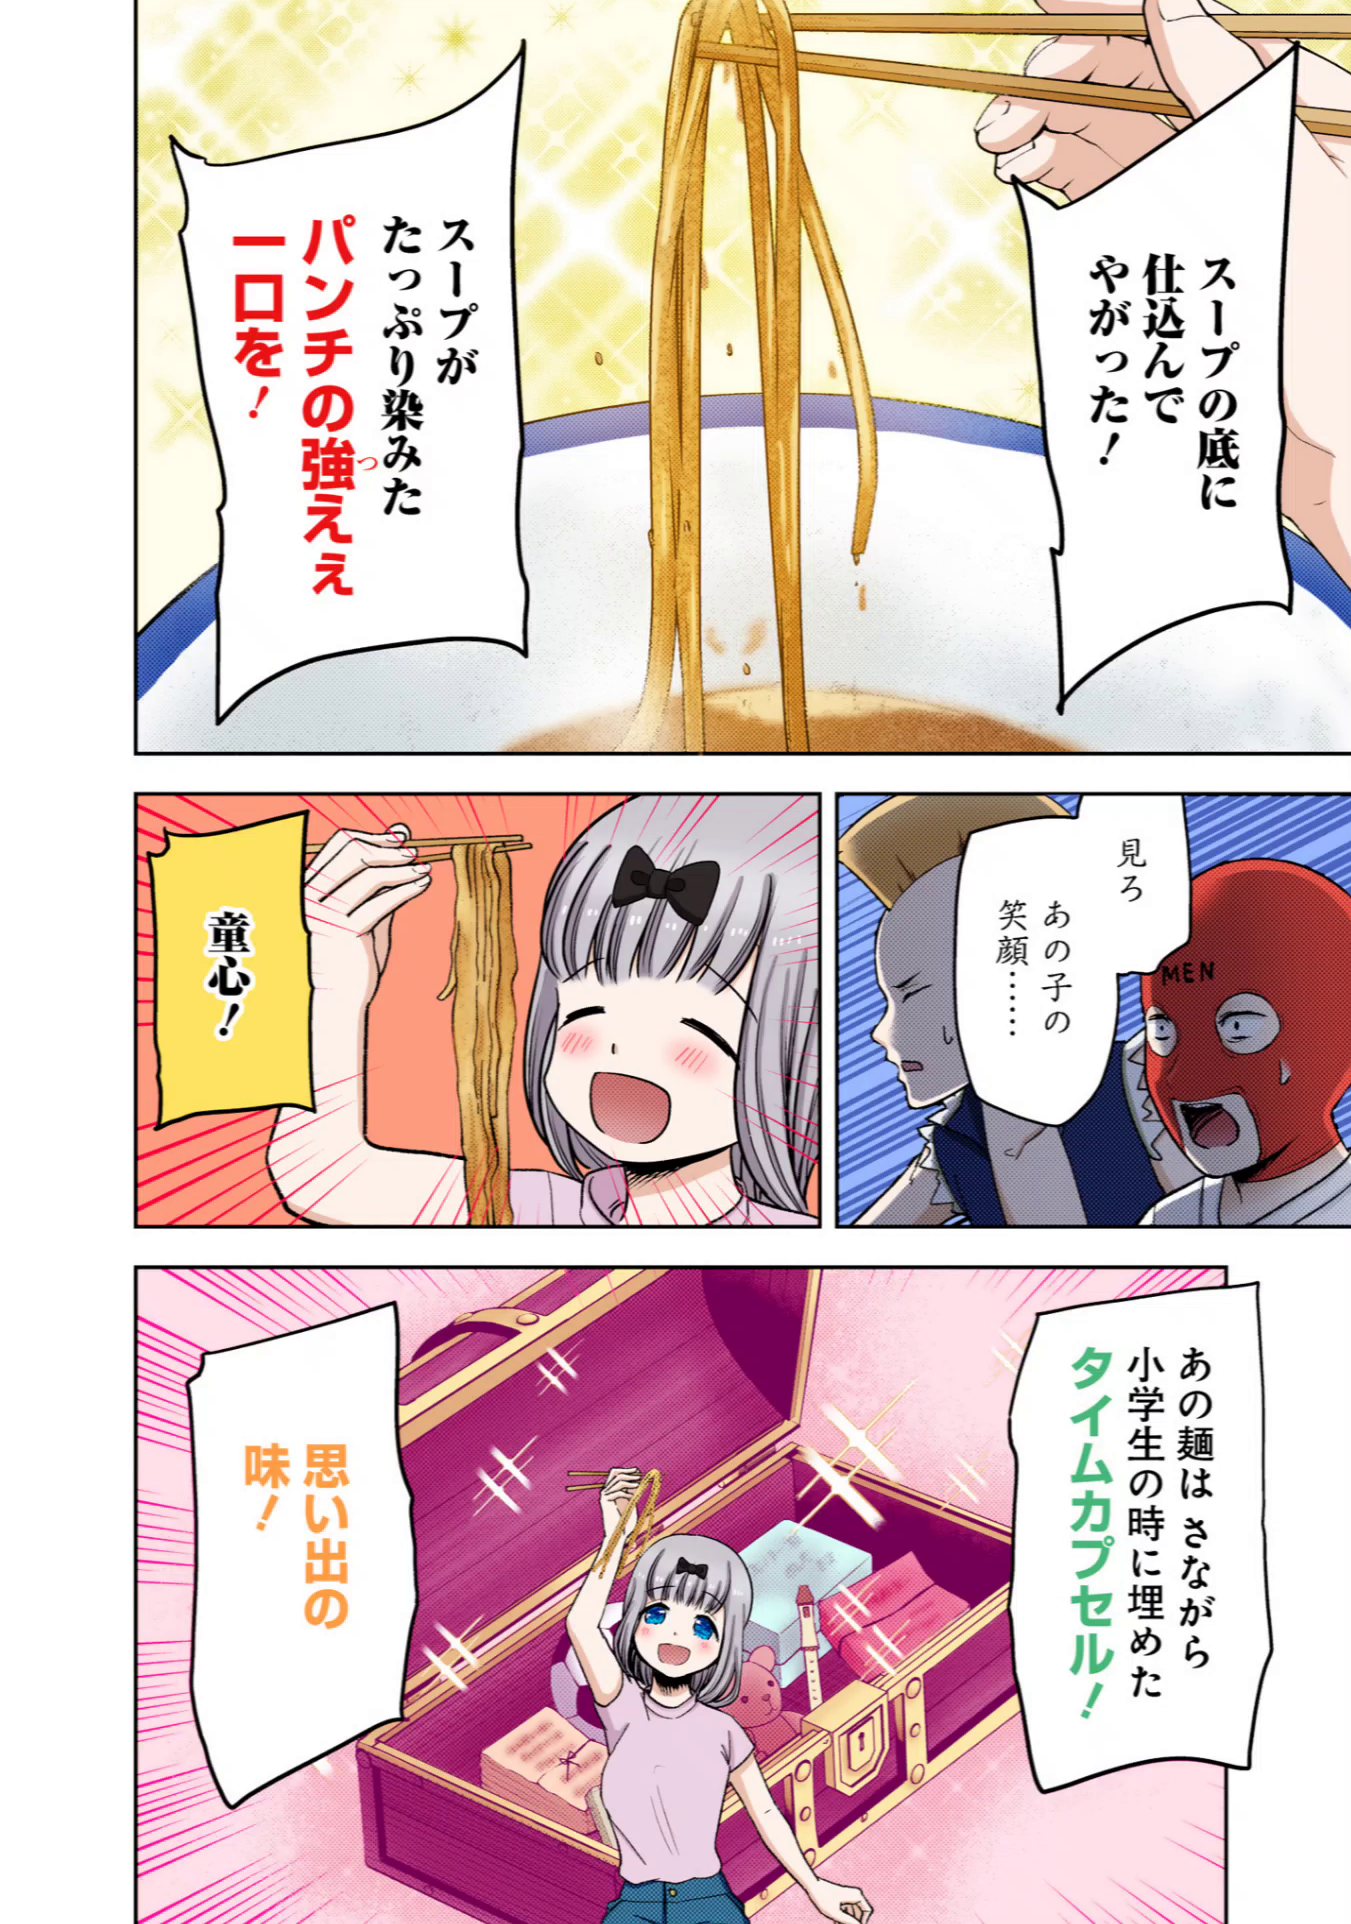 スープの底に
仕込んで
やがった!
スープが
たっぷり染みた
パンチの強えぇ
つ
一口を!
見ろ
あの子の
笑顔……
MEN
童心!
あの麺は さながら
小学生の時に埋めた
タイムカプセル!
思い出の
味!